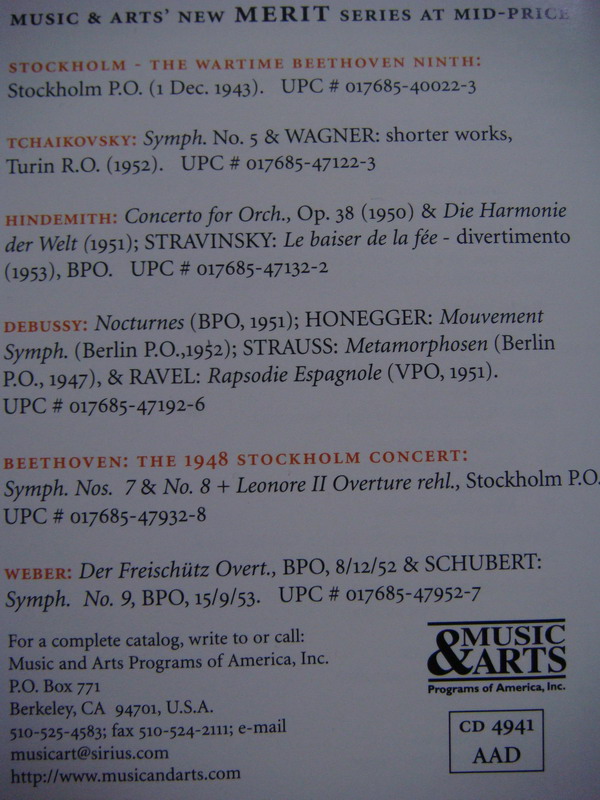 MUSIC & ARTS' NEW MERIT SERIES AT MID-PRICE
STOCKHOLM - THE WARTIME BEETHOVEN NINTH:
Stockholm P.O. (1 Dec. 1943). UPC # 017685-40022-3
TCHAIKOVSKY: Symph. No. 5 & WAGNER: shorter works,
Turin R.O. (1952). UPC # 017685-47122-3
HINDEMITH: Concerto for Orch., Op. 38 (1950) & Die Harmonie
der Welt (1951); STRAVINSKY: Le baiser de la fée - divertimento
(1953), BPO. UPC # 017685-47132-2
DEBUSSY: Nocturnes (BPO, 1951); HONEGGER: Mouvement
Symph. (Berlin P.O.,1952); STRAUSS: Metamorphosen (Berlin
P.O., 1947), & RAVEL: Rapsodie Espagnole (VPO, 1951).
UPC # 017685-47192-6
BEETHOVEN: THE 1948 STOCKHOLM CONCERT:
Symph. Nos. 7 & No. 8 + Leonore II Overture rehl., Stockholm P.O.
UPC # 017685-47932-8
WEBER: Der Freischütz Overt., BPO, 8/12/52 & SCHUBERT:
Symph. No. 9, BPO, 15/9/53. UPC # 017685-47952-7
For a complete catalog, write to or call:
Music and Arts Programs of America, Inc.
P.O. Box 771
Berkeley, CA 94701, U.S.A.
510-525-4583; fax 510-524-2111; e-mail
musicart@sirius.com
http://www.musicandarts.com
MUSIC
& ARTS
Programs of America, Inc.
CD 4941
AAD